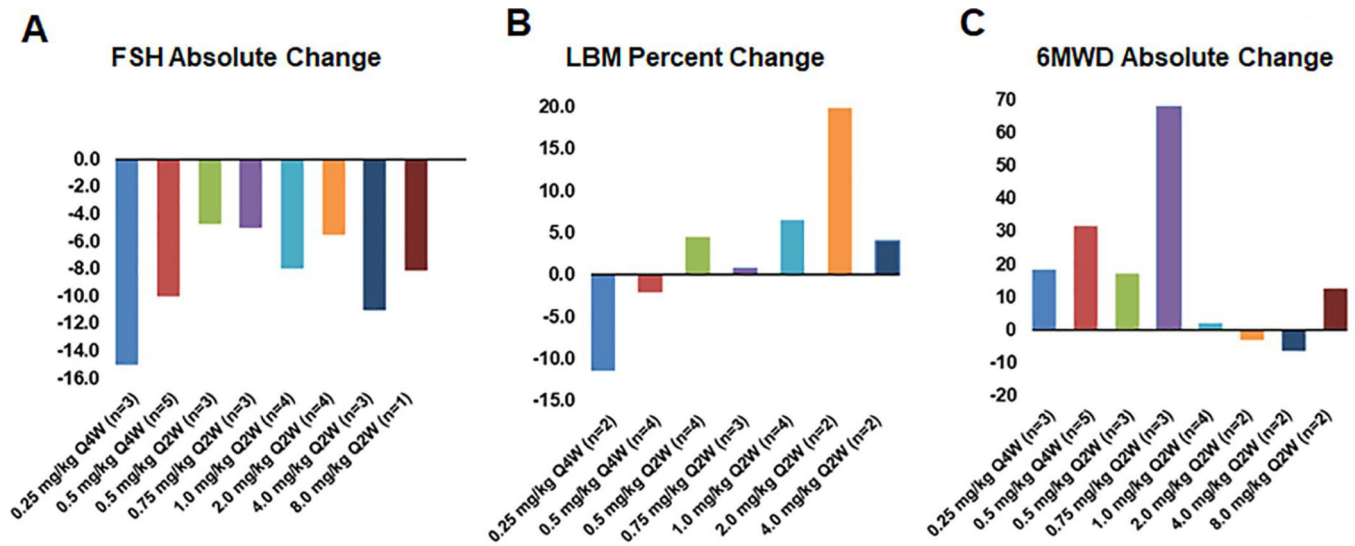 A
FSH Absolute Change
0.0
-2.0
-4.0
-6.0
-8.0
-10.0
-12.0
-14.0
-16.0
0.25 mg/kg Q4W (n=3)
0.5 mg/kg Q4W (n=5)
0.5 mg/kg Q2W (n=3)
0.75 mg/kg Q2W (n=3)
1.0 mg/kg Q2W (n=4)
2.0 mg/kg Q2W (n=4)
4.0 mg/kg Q2W (n=3)
8.0 mg/kg Q2W (n=1)
B
LBM Percent Change
20.0
15.0
10.0
5.0
0.0
-5.0
-10.0
-15.0
0.25 mg/kg Q4W (n=2)
0.5 mg/kg Q4W (n=4)
0.5 mg/kg Q2W (n=4)
0.75 mg/kg Q2W (n=3)
1.0 mg/kg Q2W (n=4)
2.0 mg/kg Q2W (n=2)
4.0 mg/kg Q2W (n=2)
C
6MWD Absolute Change
70
60
50
40
30
20
10
0
-10
-20
0.25 mg/kg Q4W (n=3)
0.5 mg/kg Q4W (n=5)
0.5 mg/kg Q2W (n=3)
0.75 mg/kg Q2W (n=3)
1.0 mg/kg Q2W (n=4)
2.0 mg/kg Q2W (n=2)
4.0 mg/kg Q2W (n=2)
8.0 mg/kg Q2W (n=2)